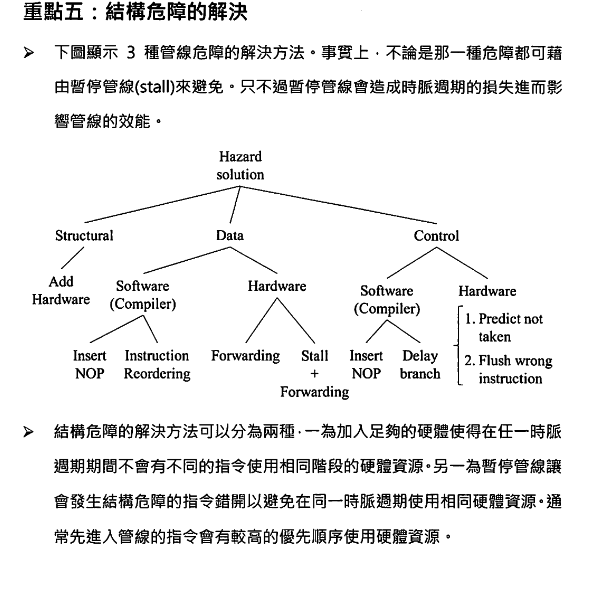 重點五：結構危障的解決
➢ 下圖顯示 3 種管線危障的解決方法。事實上，不論是那一種危障都可藉
由暫停管線(stall)來避免。只不過暫停管線會造成時脈週期的損失進而影
響管線的效能。
Hazard
solution
Structural Data Control
Add
Hardware
Software
(Compiler)
Hardware
Software
(Compiler)
Hardware
Insert
NOP
Instruction
Reordering
Forwarding
Stall
+
Forwarding
Insert
NOP
Delay
branch
1. Predict not
taken
2. Flush wrong
instruction
➢ 結構危障的解決方法可以分為兩種，一為加入足夠的硬體使得在任一時脈
週期期間不會有不同的指令使用相同階段的硬體資源。另一為暫停管線讓
會發生結構危障的指令錯開以避免在同一時脈週期使用相同硬體資源。通
常先進入管線的指令會有較高的優先順序使用硬體資源。